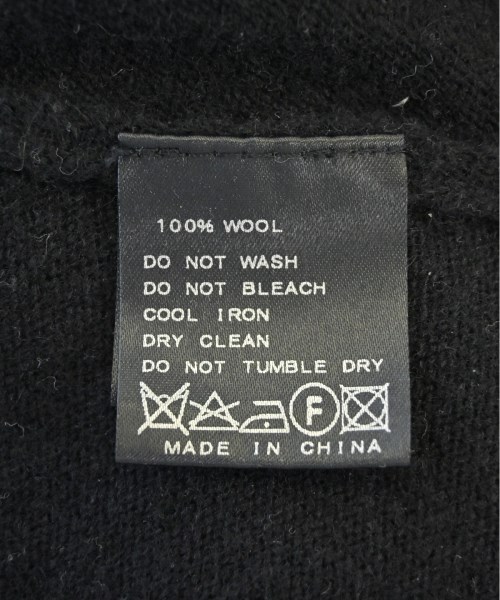 100% WOOL
DO NOT WASH
DO NOT BLEACH
COOL IRON
DRY CLEAN
DO NOT TUMBLE DRY
F
MADE IN CHINA